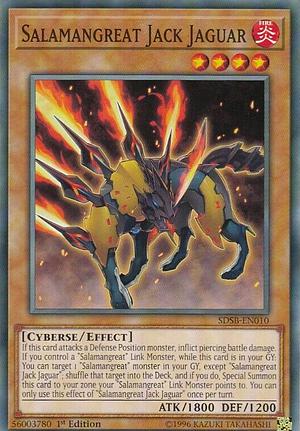 SALAMANGREAT JACK JAGUAR
FIRE
炎
SDSB-EN010
[CYBERSE/EFFECT]
If this card attacks a Defense Position monster, inflict piercing battle damage.
If you control a "Salamangreat" Link Monster, while this card is in your GY:
You can target 1 "Salamangreat" monster in your GY, except "Salamangreat
Jack Jaguar"; shuffle that target into the Deck, and if you do, Special Summon
this card to your zone your "Salamangreat" Link Monster points to. You can
only use this effect of "Salamangreat Jack Jaguar" once per turn.
ATK/1800 DEF/1200
56003780 1st Edition ©1996 KAZUKI TAKAHASHI